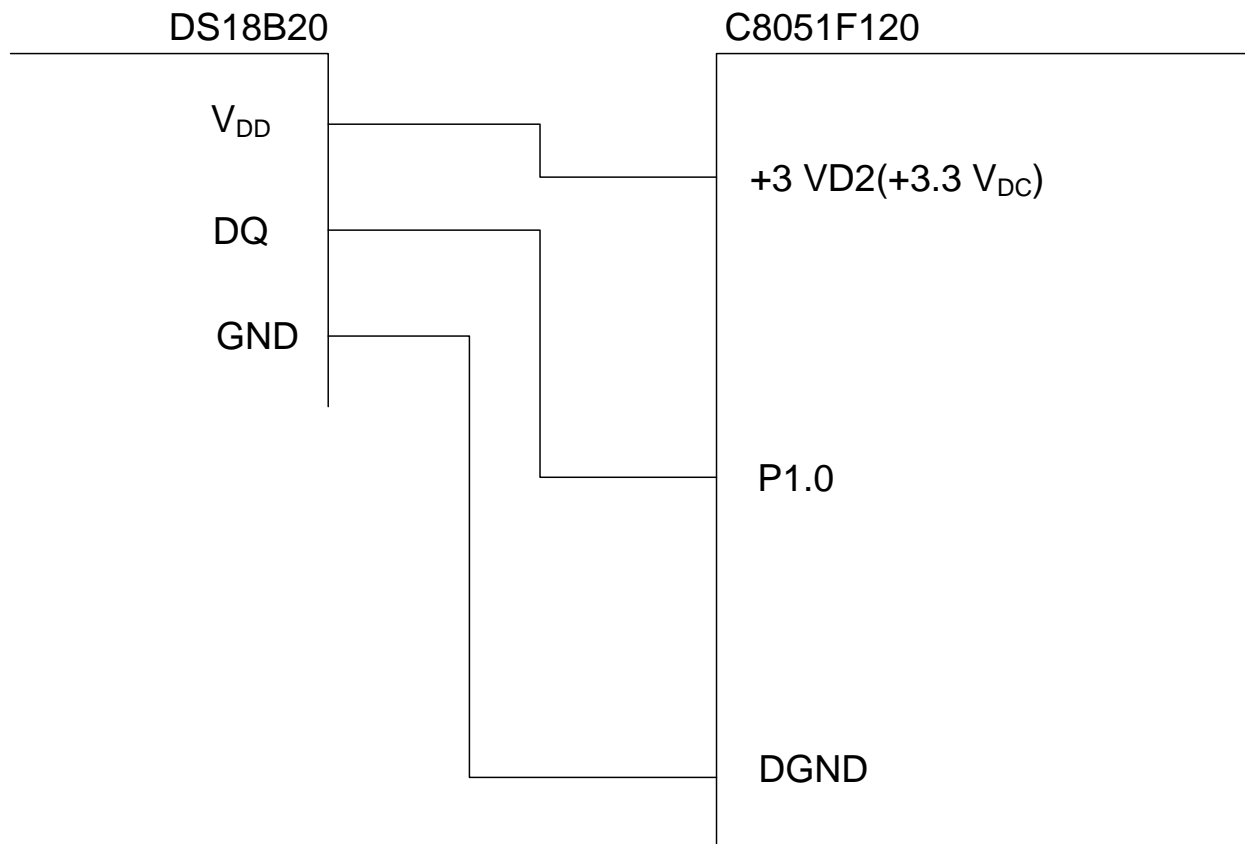 DS18B20
C8051F120
VDD
+3 VD2(+3.3 VDC)
DQ
GND
P1.0
DGND